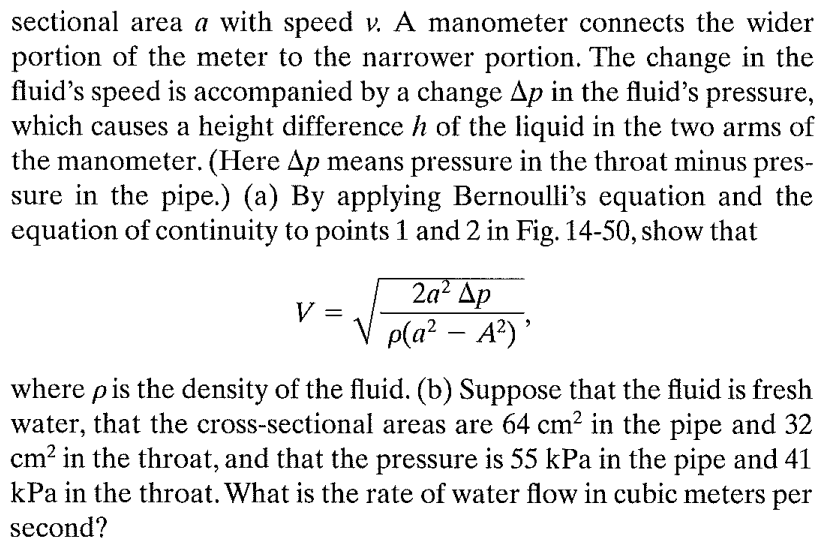 sectional area a with speed v. A manometer connects the wider
portion of the meter to the narrower portion. The change in the
fluid's speed is accompanied by a change Δp in the fluid's pressure,
which causes a height difference h of the liquid in the two arms of
the manometer. (Here Δp means pressure in the throat minus pres-
sure in the pipe.) (a) By applying Bernoulli's equation and the
equation of continuity to points 1 and 2 in Fig. 14-50, show that
V = √(2a² Δp / ρ(a² − A²)),
where ρ is the density of the fluid. (b) Suppose that the fluid is fresh
water, that the cross-sectional areas are 64 cm² in the pipe and 32
cm² in the throat, and that the pressure is 55 kPa in the pipe and 41
kPa in the throat. What is the rate of water flow in cubic meters per
second?